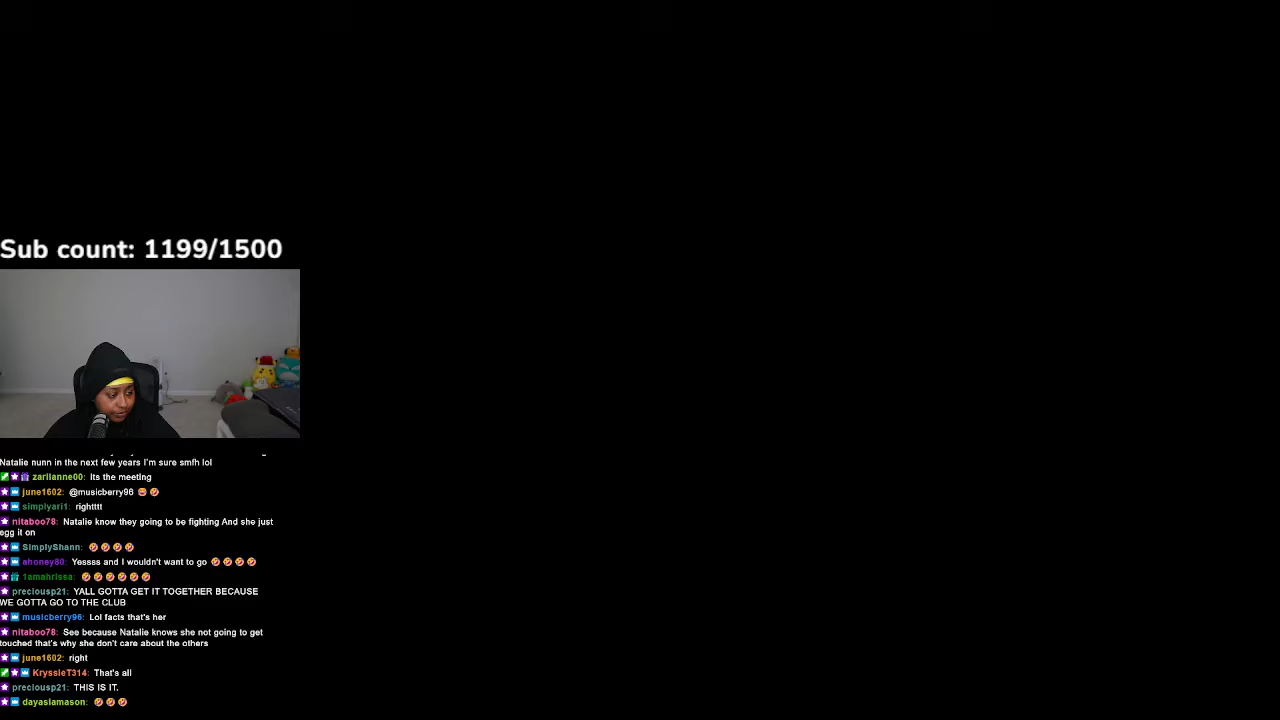 Sub count: 1199/1500
Natalie nunn in the next few years I'm sure smfh lol
zarlianne00: Its the meeting
june1602: @musicberry96 😂 🤣
simplyari1: rightttt
nitaboo78: Natalie know they going to be fighting And she just
egg it on
SimplyShann: 🤣 🤣 🤣 🤣
ahoney80: Yessss and I wouldn't want to go 🤣 🤣 🤣 🤣
1amahrissa: 🤣 🤣 🤣 🤣 🤣 🤣
preciousp21: YALL GOTTA GET IT TOGETHER BECAUSE
WE GOTTA GO TO THE CLUB
musicberry96: Lol facts that's her
nitaboo78: See because Natalie knows she not going to get
touched that's why she don't care about the others
june1602: right
KryssieT314: That's all
preciousp21: THIS IS IT.
dayaslamason: 🤣 🤣 🤣